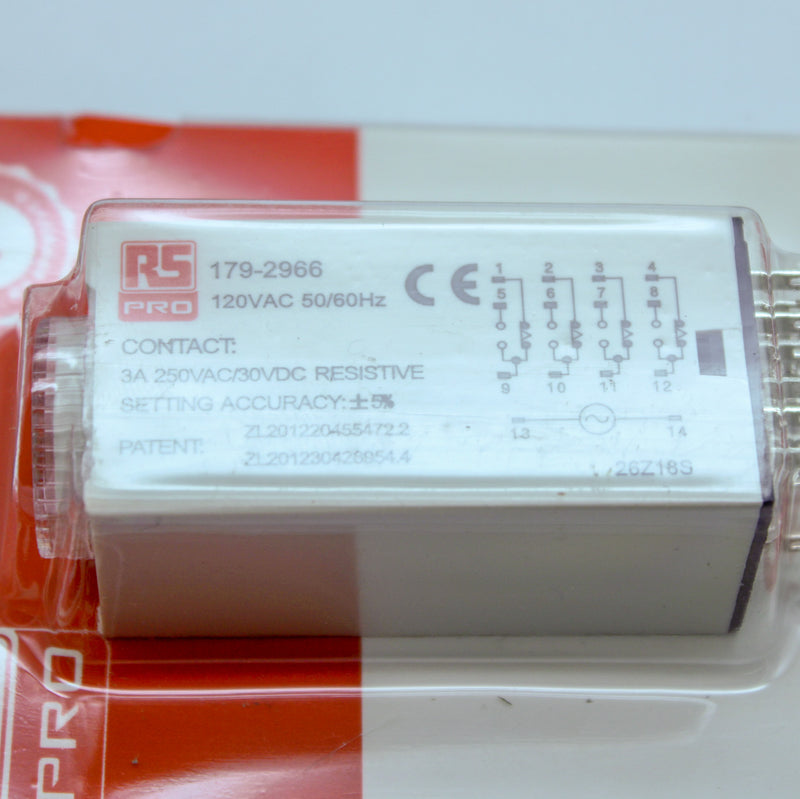 RS
PRO
179-2966
120VAC 50/60Hz
CE
CONTACT:
3A 250VAC/30VDC RESISTIVE
SETTING ACCURACY:±5%
PATENT:
ZL201220455472.2
ZL201230428954.4
1 2 3 4
5 6 7 8
9 10 11 12
13 14
26Z18S
PRO